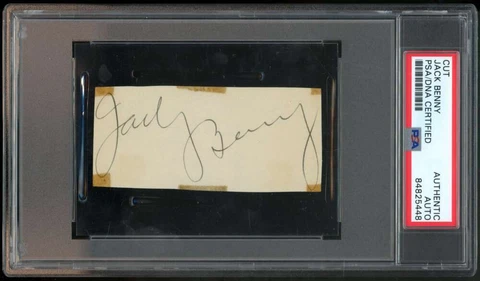 Jack Benny
CUT
JACK BENNY
PSA/DNA CERTIFIED
PSA
AUTHENTIC
AUTO
84825448